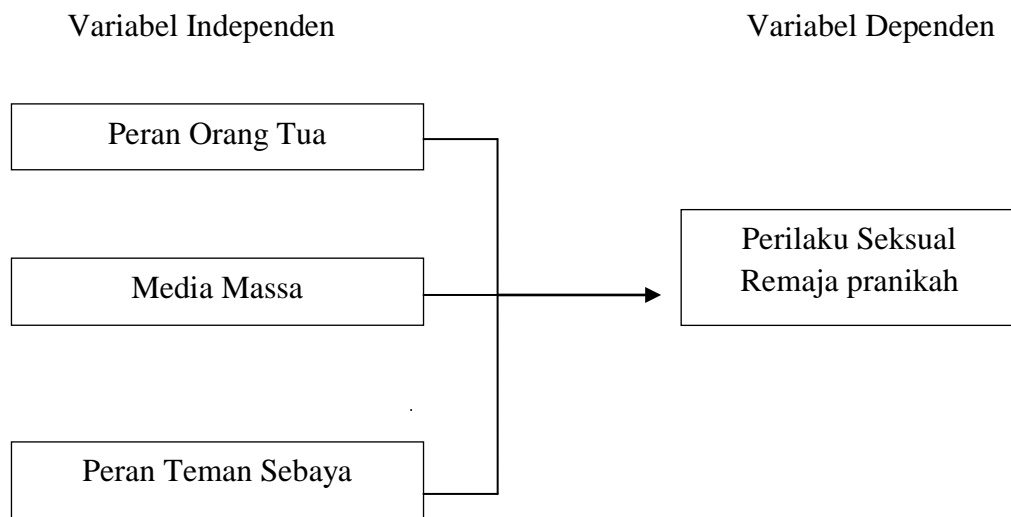 Variabel Independen
Variabel Dependen
Peran Orang Tua
Perilaku Seksual
Remaja pranikah
Media Massa
Peran Teman Sebaya